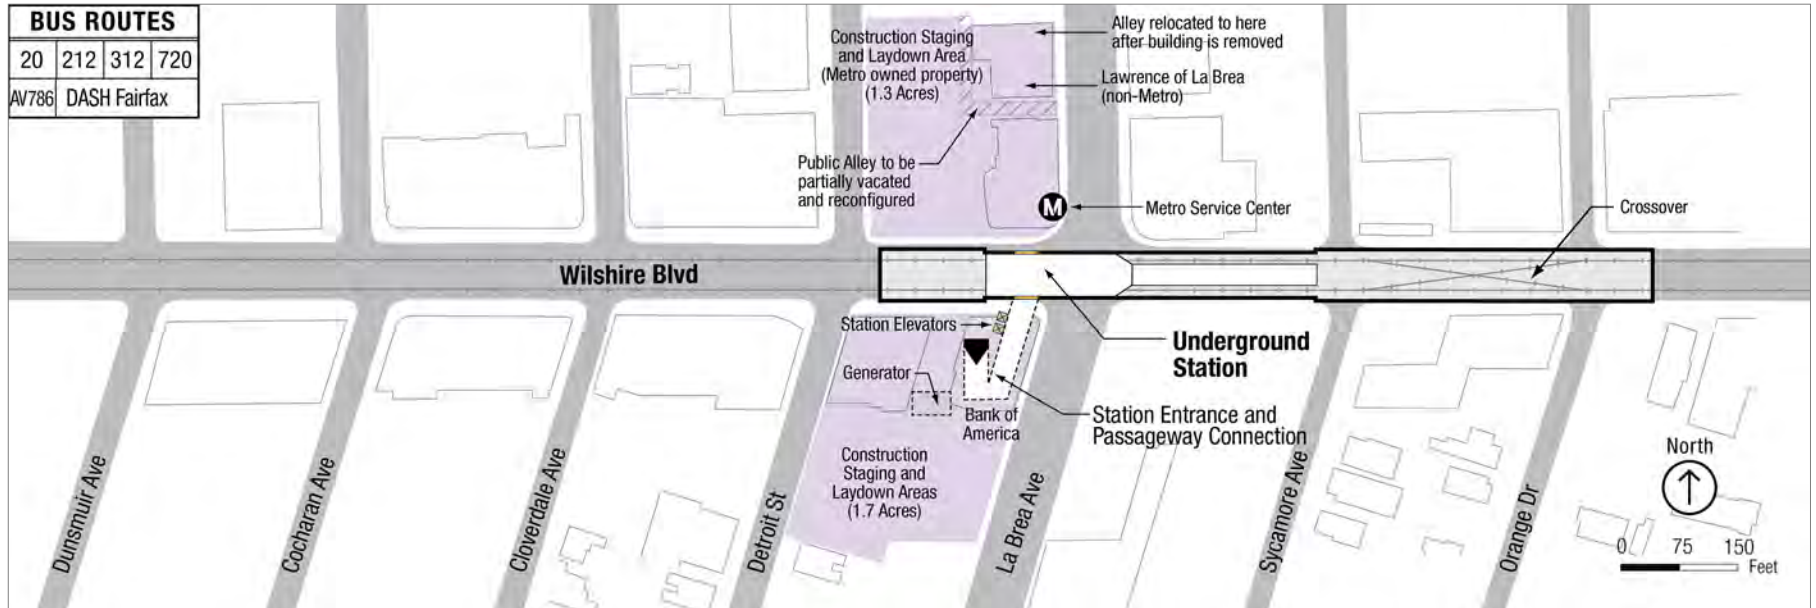 BUS ROUTES
20 212 312 720
AV786 DASH Fairfax
Construction Staging
and Laydown Area
(Metro owned property)
(1.3 Acres)
Alley relocated to here
after building is removed
Lawrence of La Brea
(non-Metro)
Public Alley to be
partially vacated
and reconfigured
M
Metro Service Center
Crossover
Wilshire Blvd
Station Elevators
Underground
Station
Generator
Bank of
America
Station Entrance and
Passageway Connection
Construction
Staging and
Laydown Areas
(1.7 Acres)
Dunsmuir Ave
Cocharan Ave
Cloverdale Ave
Detroit St
La Brea Ave
Sycamore Ave
Orange Dr
North
0 75 150
Feet